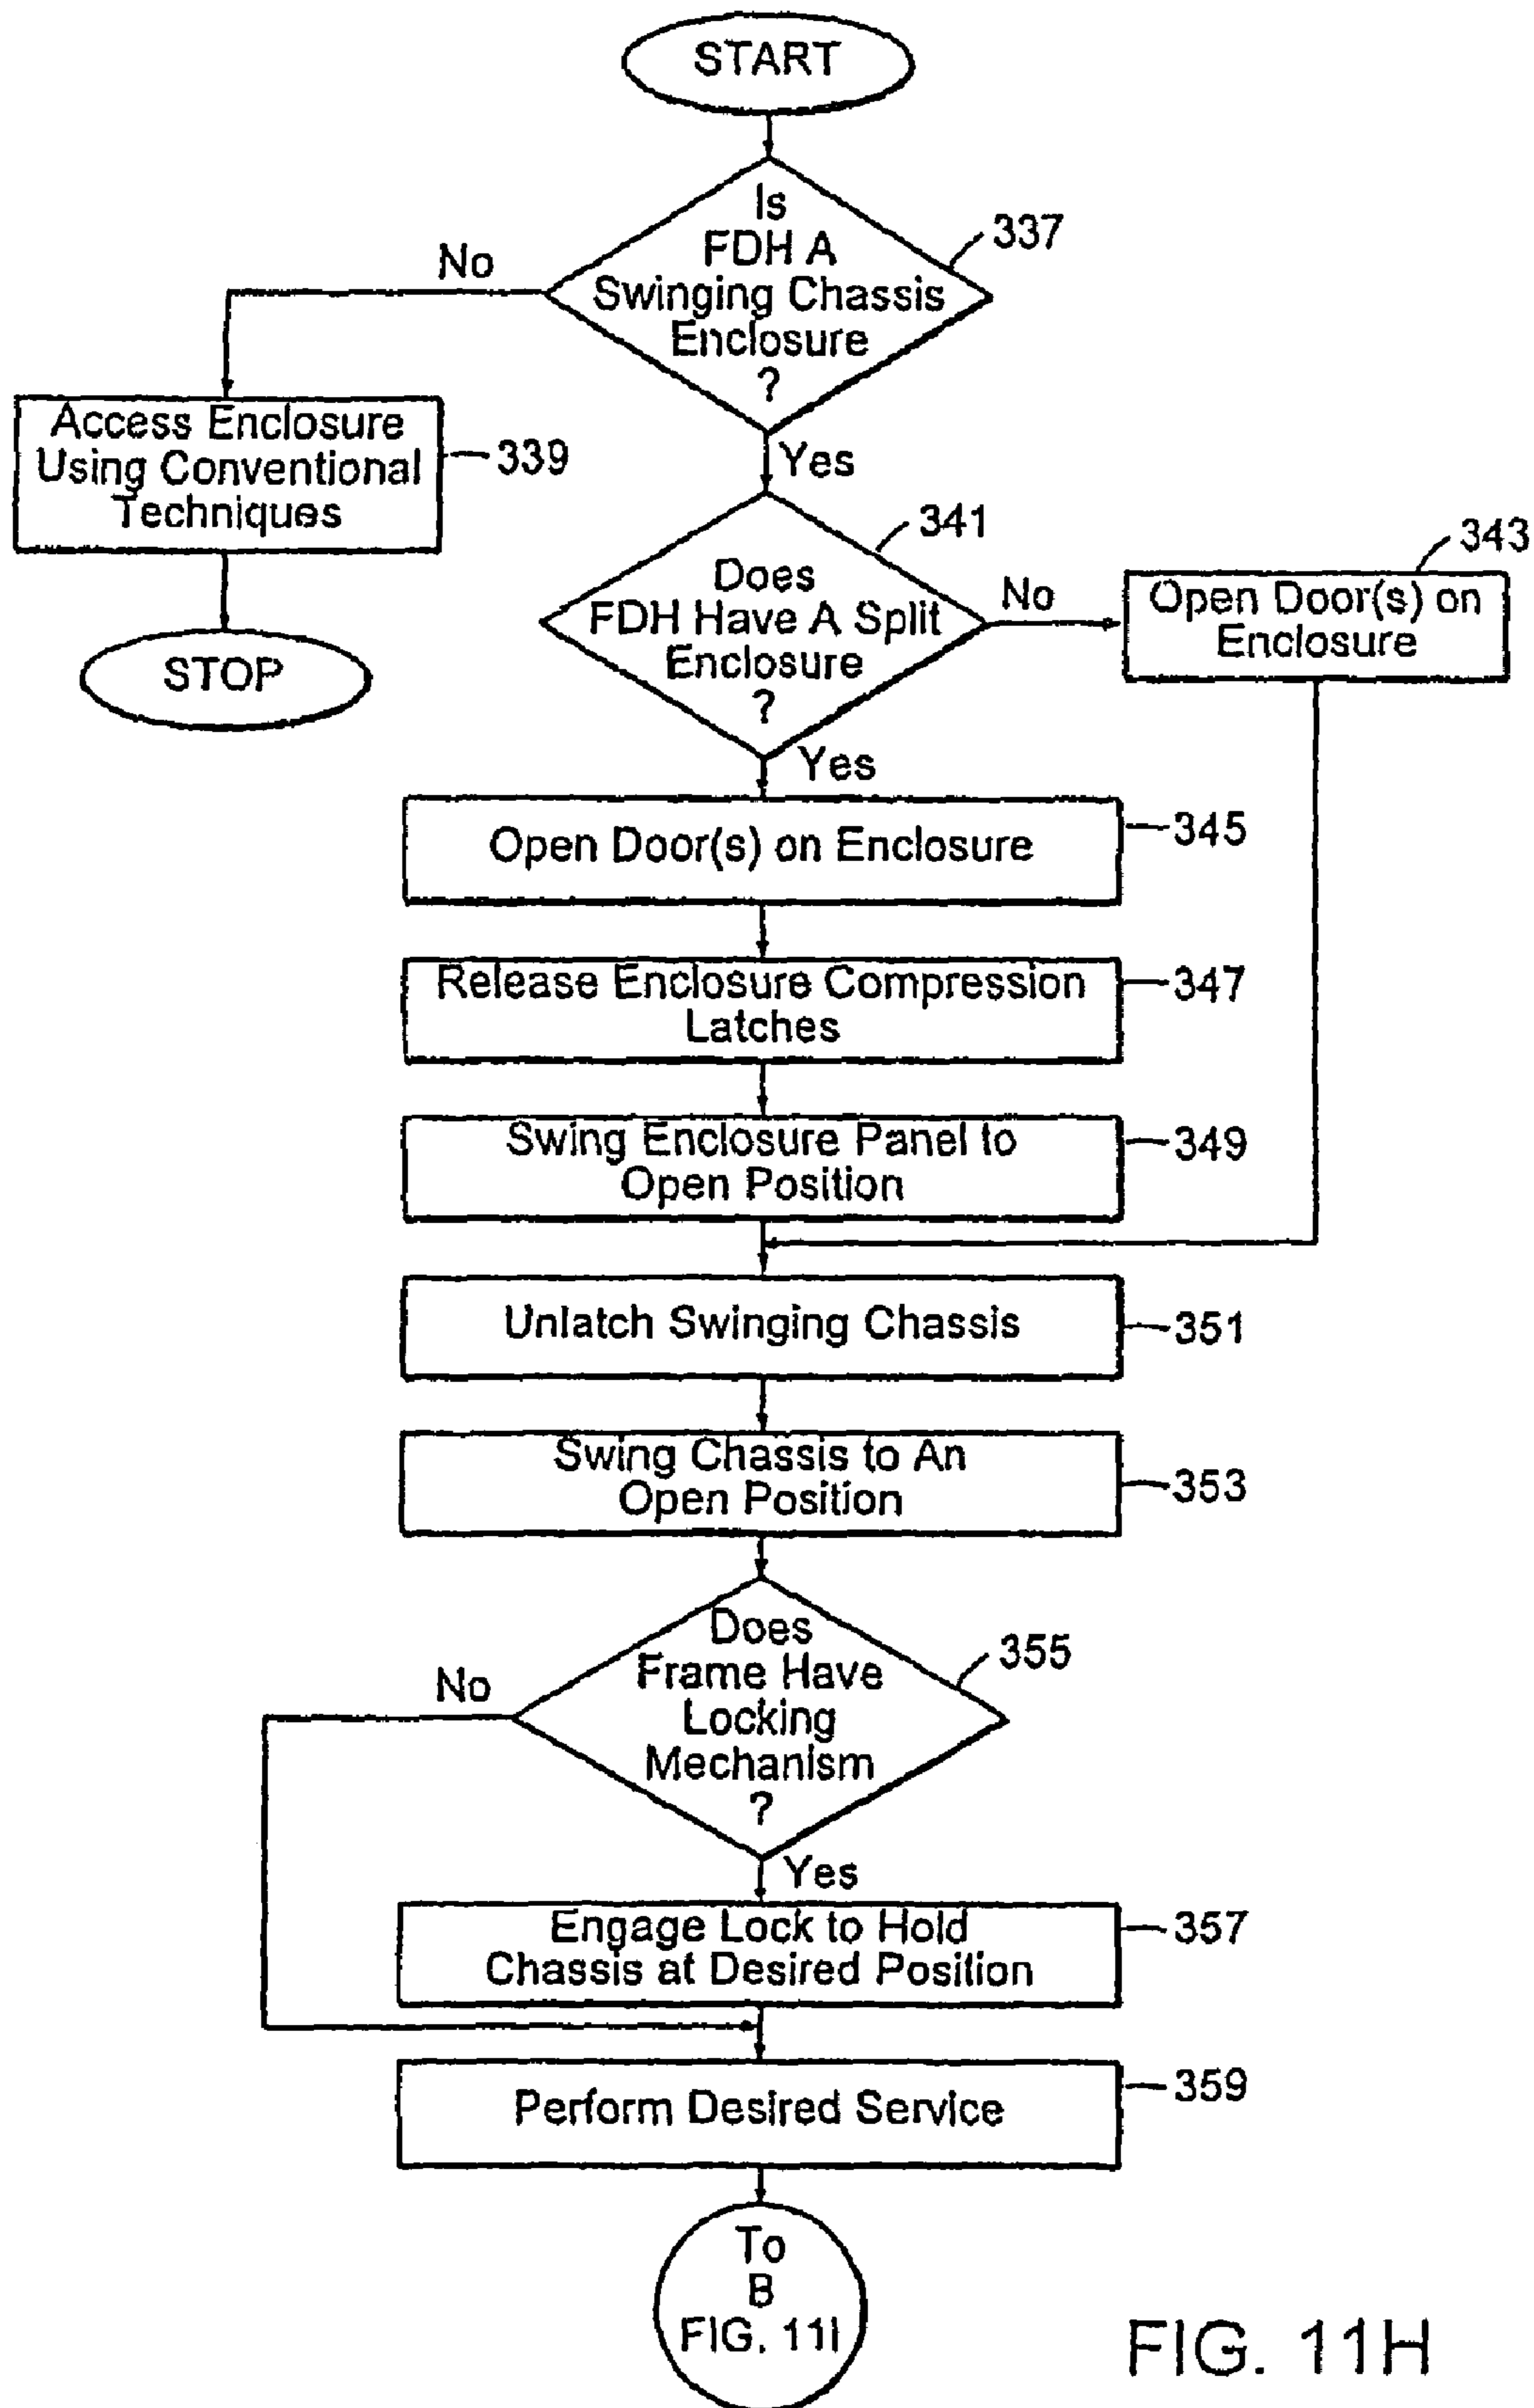 START
Is
FDH A
Swinging Chassis
Enclosure
?
337
No
Access Enclosure
Using Conventional
Techniques
339
STOP
Yes
341
Does
FDH Have A Split
Enclosure
?
No
343
Open Door(s) on
Enclosure
Yes
Open Door(s) on Enclosure
345
Release Enclosure Compression
Latches
347
Swing Enclosure Panel to
Open Position
349
Unlatch Swinging Chassis
351
Swing Chassis to An
Open Position
353
Does
Frame Have
Locking
Mechanism
?
355
No
Yes
Engage Lock to Hold
Chassis at Desired Position
357
Perform Desired Service
359
To
B
FIG. 11I
FIG. 11H